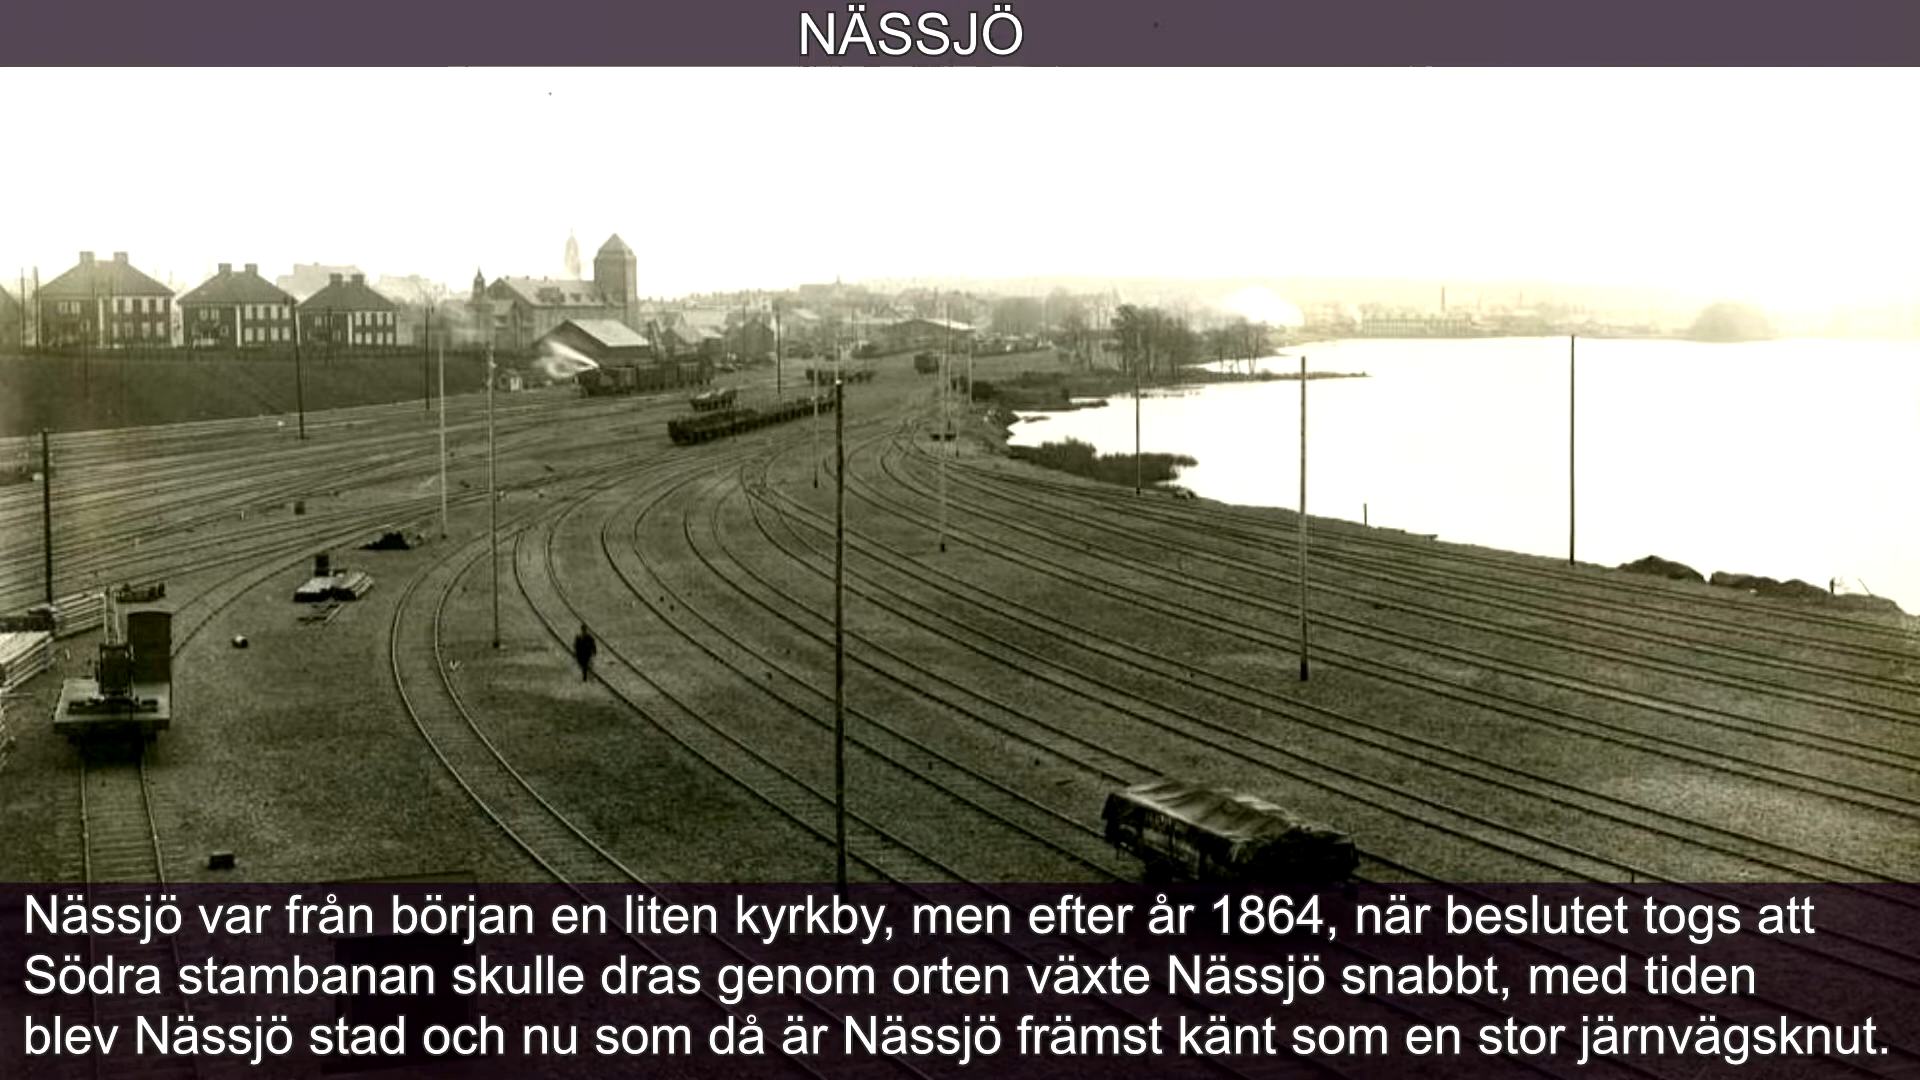 NÄSSJÖ
Nässjö var från början en liten kyrkby, men efter år 1864, när beslutet togs att
Södra stambanan skulle dras genom orten växte Nässjö snabbt, med tiden
blev Nässjö stad och nu som då är Nässjö främst känt som en stor järnvägsknut.